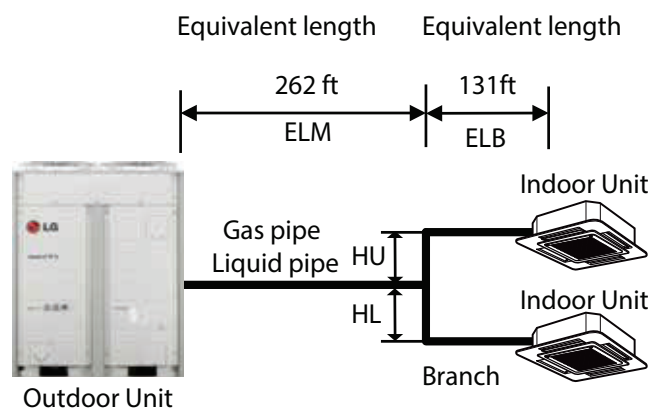 Equivalent length
Equivalent length
262 ft
131ft
ELM
ELB
Indoor Unit
LG
Gas pipe
Liquid pipe
HU
HL
Indoor Unit
Branch
Outdoor Unit